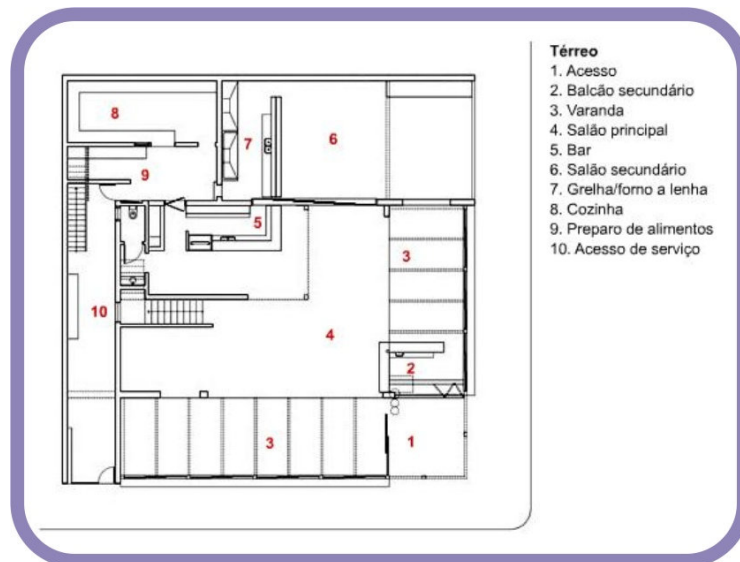 Térreo
1. Acesso
2. Balcão secundário
3. Varanda
4. Salão principal
5. Bar
6. Salão secundário
7. Grelha/forno a lenha
8. Cozinha
9. Preparo de alimentos
10. Acesso de serviço
8
7
6
9
5
3
10
4
2
3
1